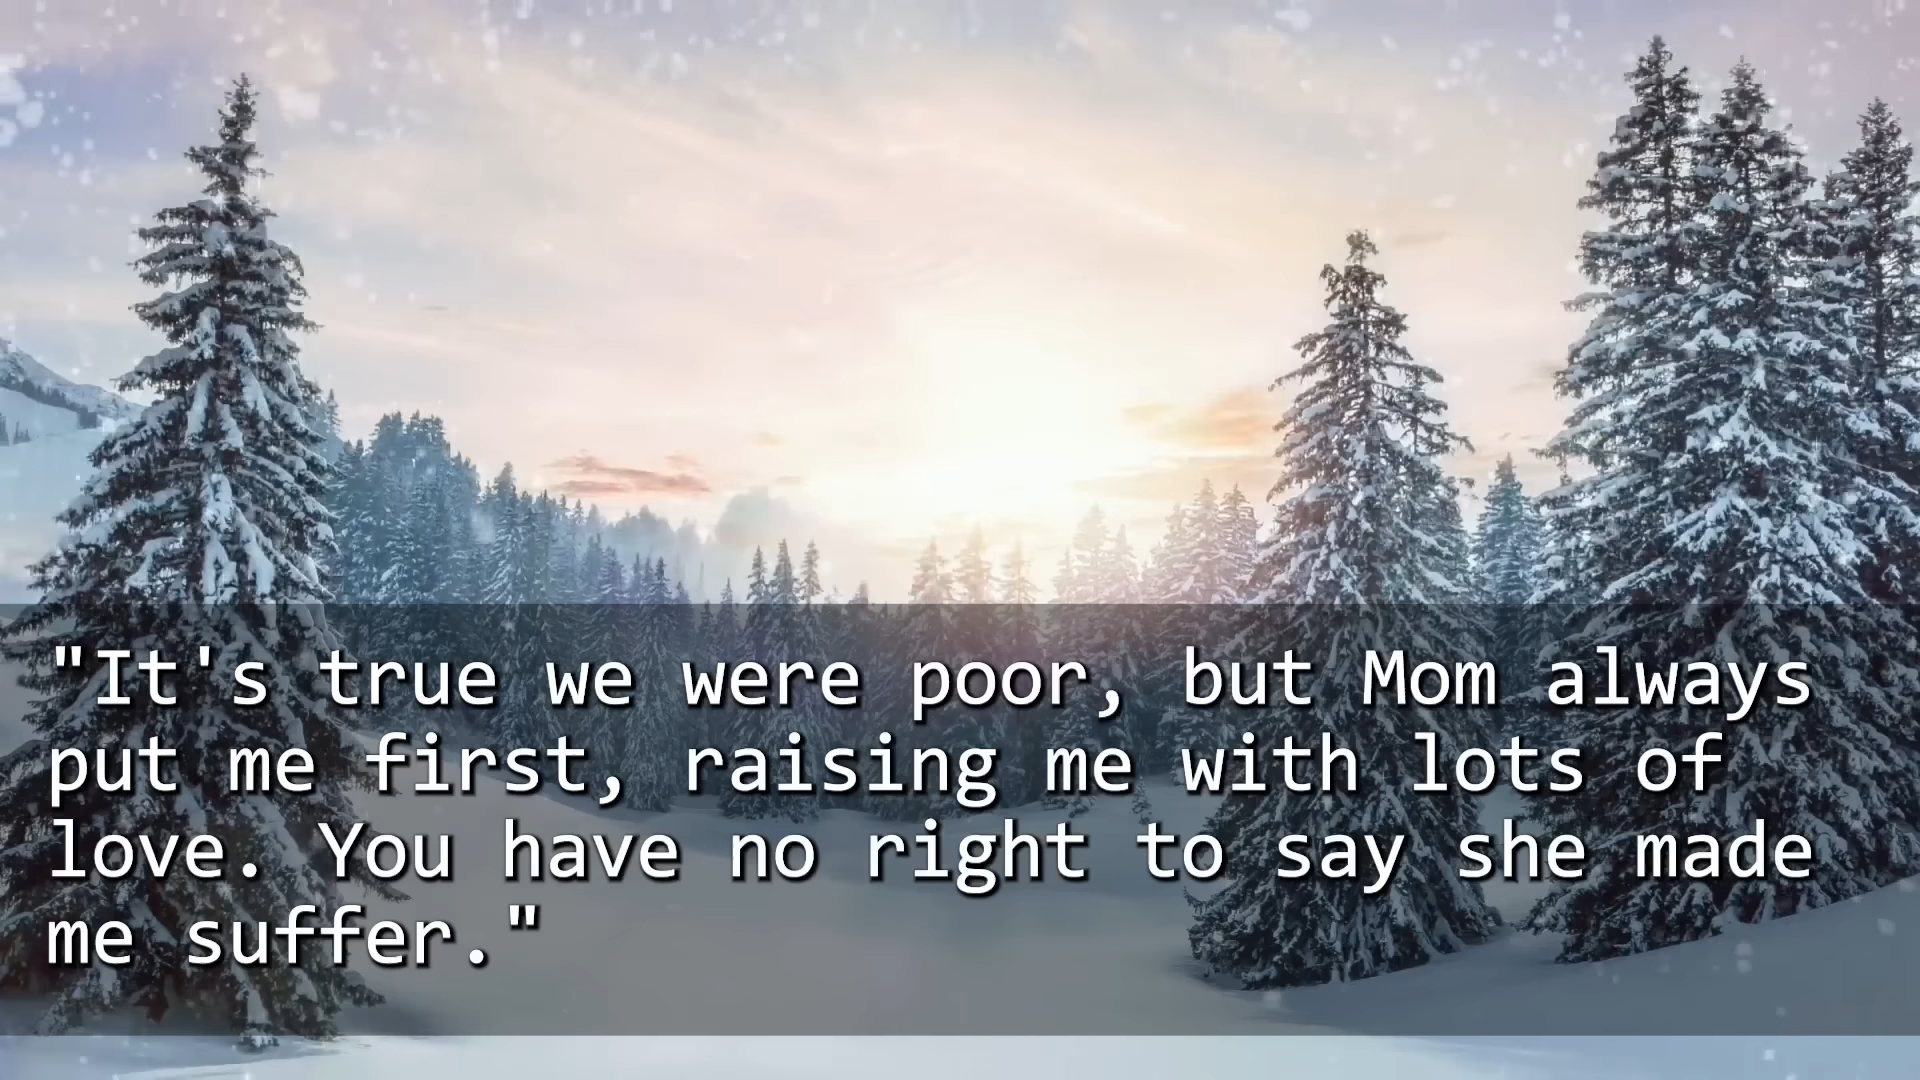 "It's true we were poor, but Mom always
put me first, raising me with lots of
love. You have no right to say she made
me suffer."